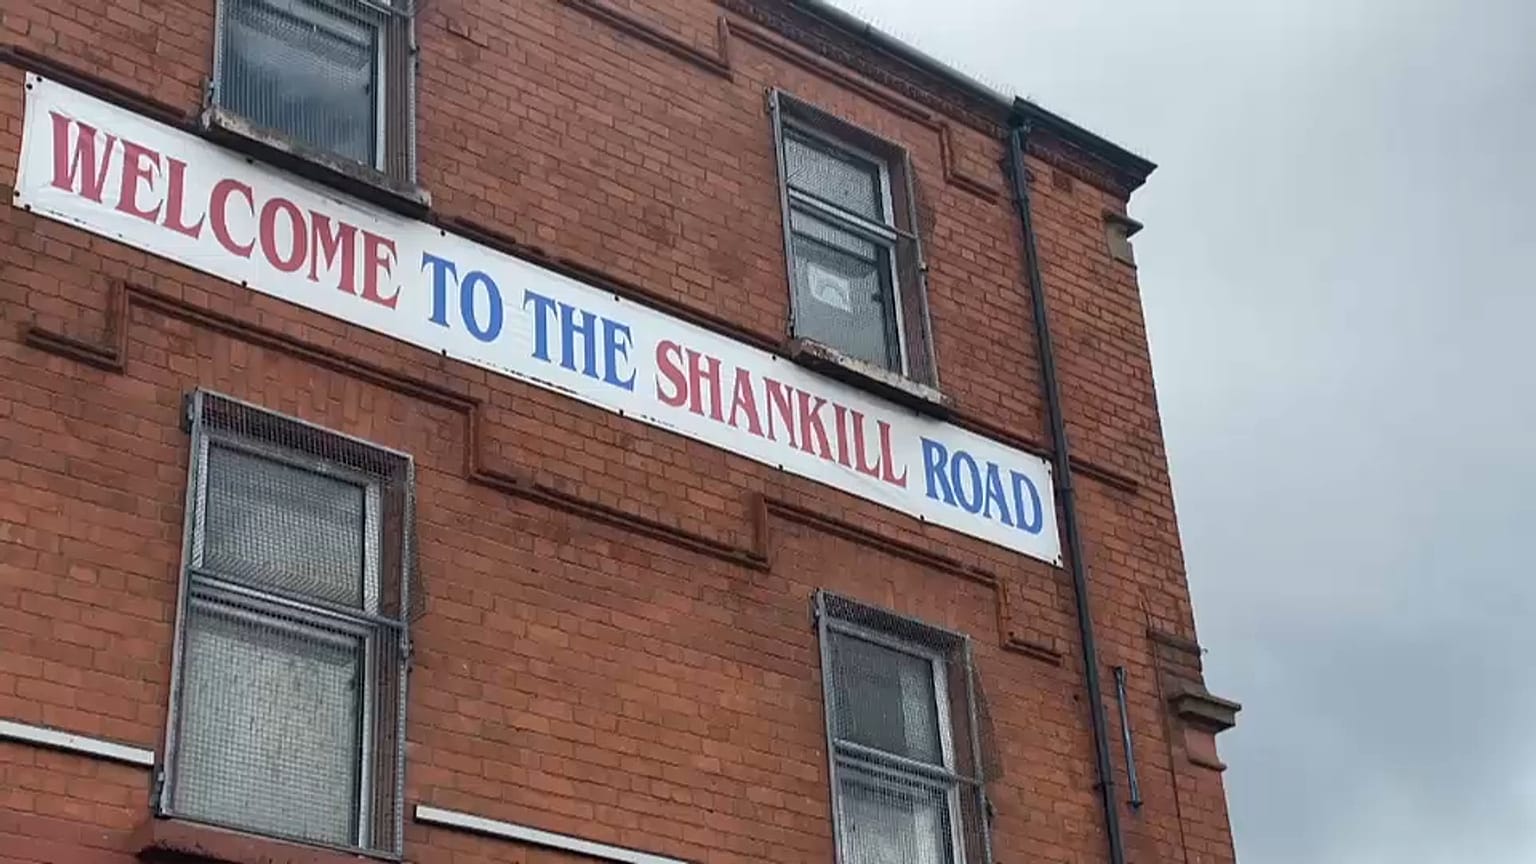 WELCOME TO THE SHANKILL ROAD